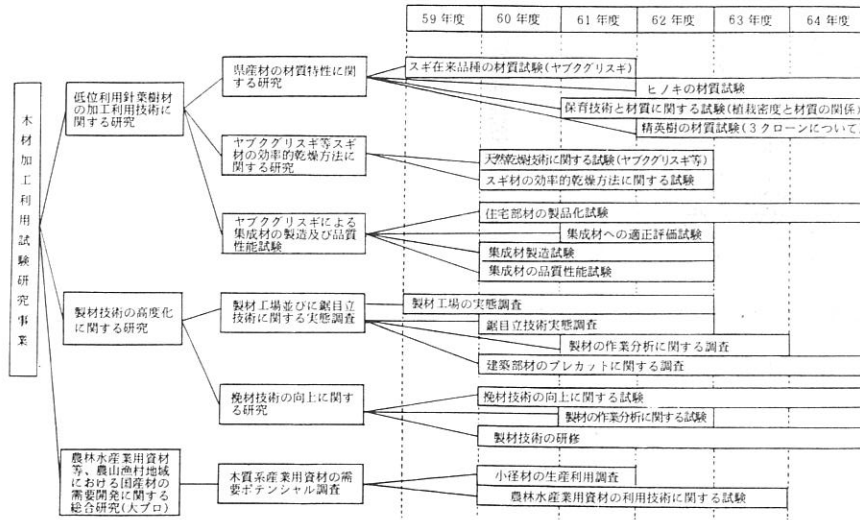 59年度 60年度 61年度 62年度 63年度 64年度
木材加工利用試験研究事業
低位利用針葉樹材
の加工利用技術に
関する研究
県産材の材質特性に関
する研究
スギ在来品種の材質試験(ヤブクグリスギ)
ヒノキの材質試験
保育技術と材質に関する試験(植栽密度と材質の関係)
精英樹の材質試験(3クローンについて)
ヤブクグリスギ等スギ
材の効率的乾燥方法に
関する研究
天然乾燥技術に関する試験(ヤブクグリスギ等)
スギ材の効率的乾燥方法に関する試験
ヤブクグリスギによる
集成材の製造及び品質
性能試験
住宅部材の製品化試験
集成材への適正評価試験
集成材製造試験
集成材の品質性能試験
製材技術の高度化
に関する研究
製材工場並びに鋸目立
技術に関する実態調査
製材工場の実態調査
鋸目立技術実態調査
製材の作業分析に関する調査
建築部材のプレカットに関する調査
挽材技術の向上に関す
る研究
挽材技術の向上に関する試験
製材の作業分析に関する試験
製材技術の研修
農林水産業用資材
等、農山漁村地域
における国産材の
需要開発に関する
総合研究(大プロ)
木質系産業用資材の需
要ポテンシャル調査
小径材の生産利用調査
農林水産業用資材の利用技術に関する試験